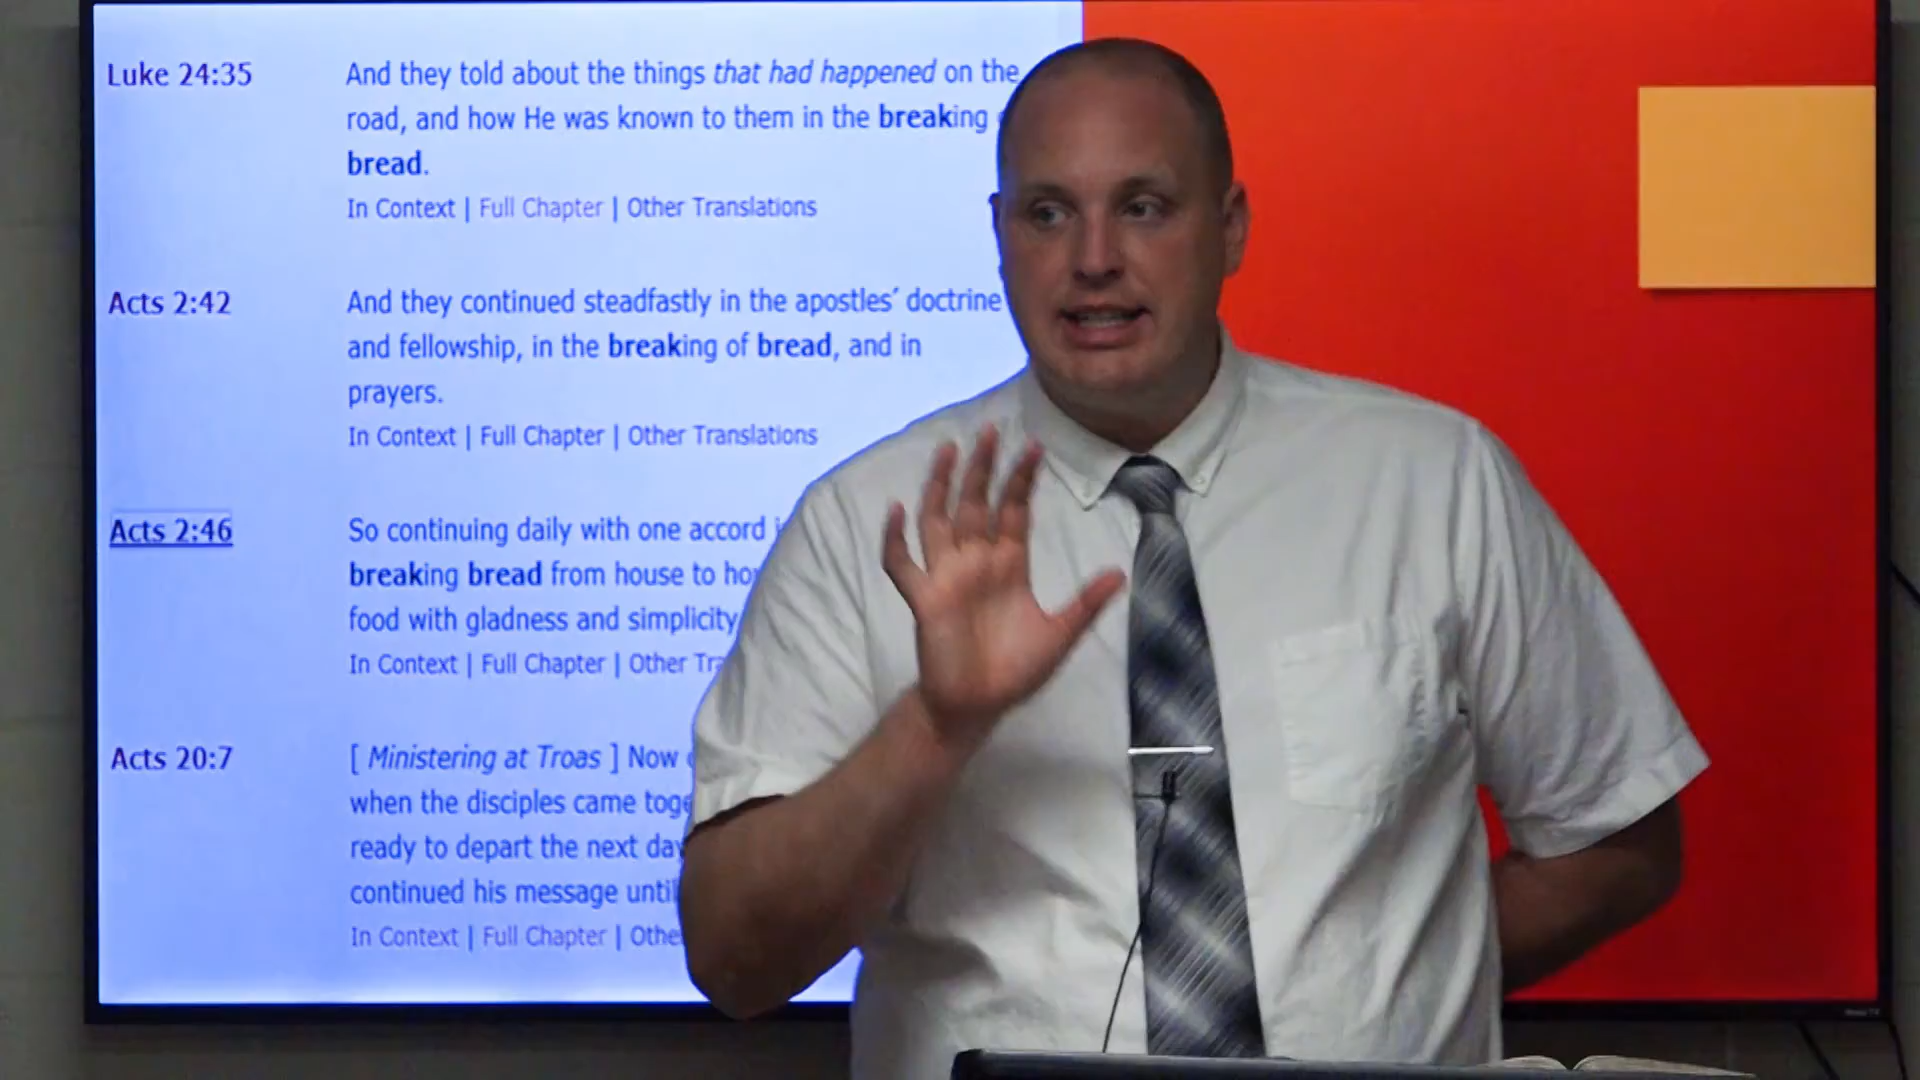 Luke 24:35
And they told about the things that had happened on the
road, and how He was known to them in the breaking
bread.
In Context | Full Chapter | Other Translations
Acts 2:42
And they continued steadfastly in the apostles’ doctrine
and fellowship, in the breaking of bread, and in
prayers.
In Context | Full Chapter | Other Translations
Acts 2:46
So continuing daily with one accord
breaking bread from house to
food with gladness and simplicity
In Context | Full Chapter | Other
Acts 20:7
[ Ministering at Troas ] Now
when the disciples came
ready to depart the next day
continued his message until
In Context | Full Chapter |